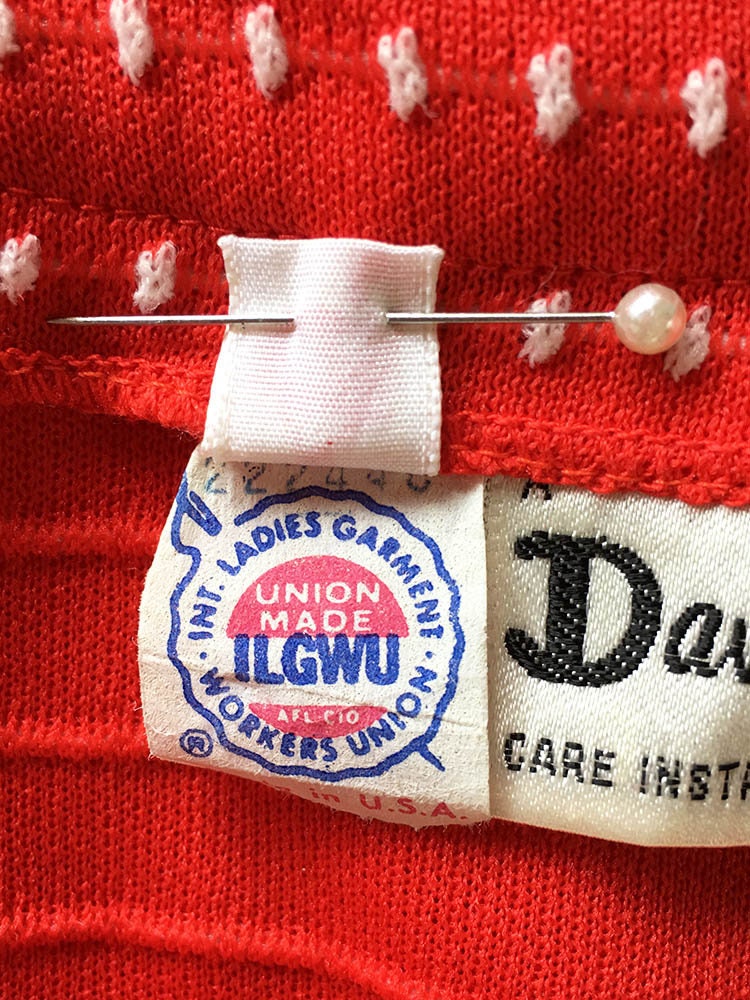 INT. LADIES GARMENT
WORKERS UNION
UNION
MADE
ILGWU
AFL-CIO
®
in U.S.A.
A
CARE INSTR